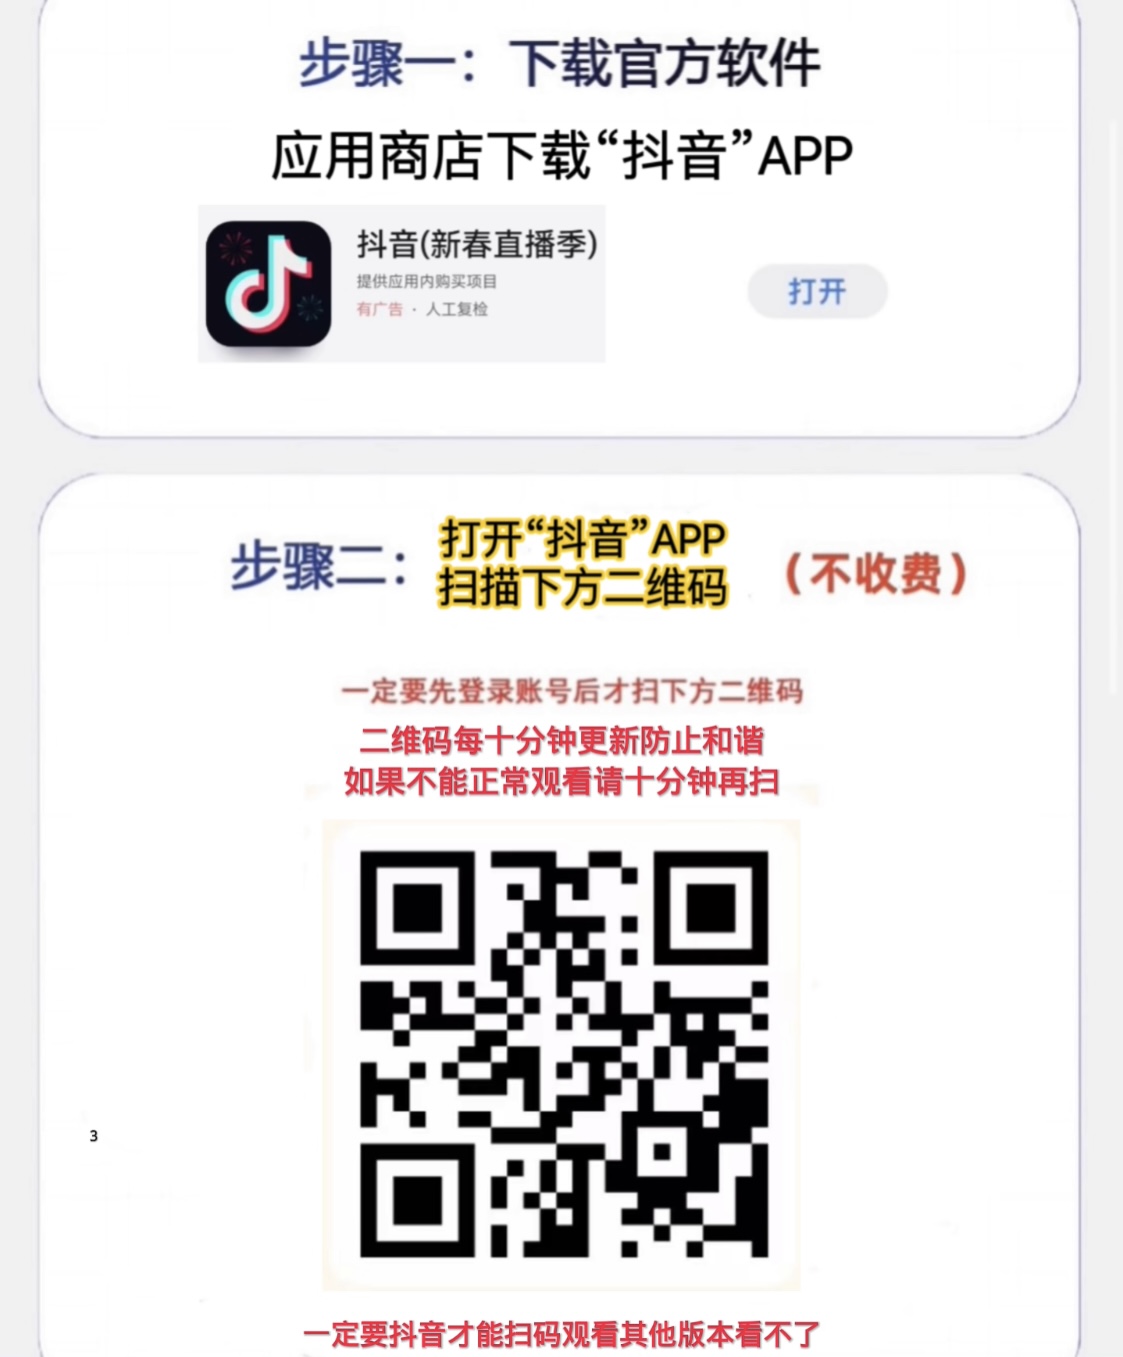 步骤一：下载官方软件
应用商店下载“抖音”APP
抖音(新春直播季)
提供应用内购买项目
有广告 · 人工复检
打开
步骤二：
打开“抖音”APP
扫描下方二维码
（不收费）
一定要先登录账号后才扫下方二维码
二维码每十分钟更新防止和谐
如果不能正常观看请十分钟再扫
3
一定要抖音才能扫码观看其他版本看不了